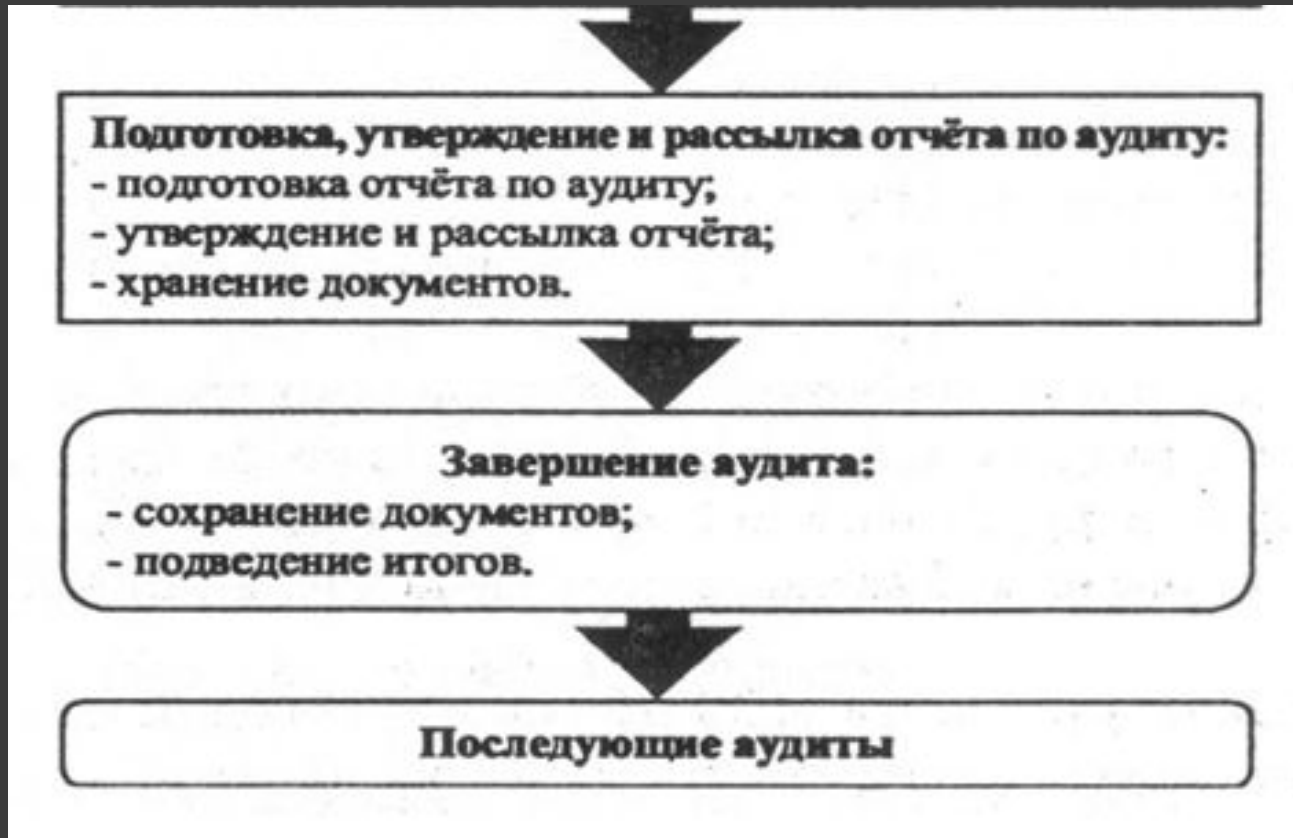 Подготовка, утверждение и рассылка отчёта по аудиту:
- подготовка отчёта по аудиту;
- утверждение и рассылка отчёта;
- хранение документов.
Завершение аудита:
- сохранение документов;
- подведение итогов.
Последующие аудиты